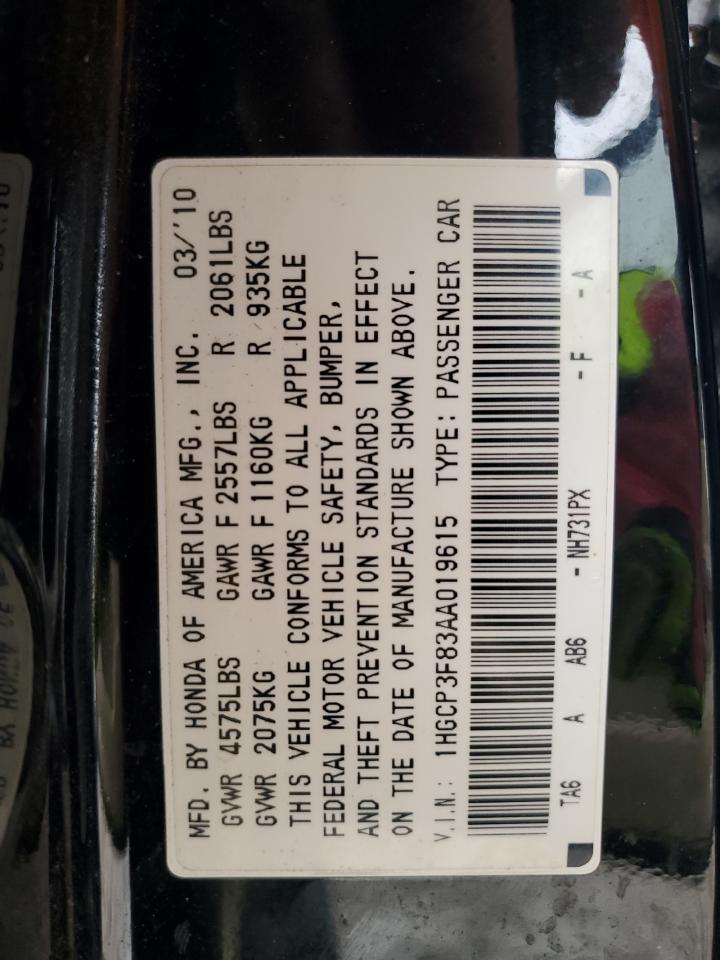 MFD. BY HONDA OF AMERICA MFG., INC. 03/'10
GVWR 4575LBS GAWR F 2557LBS R 2061LBS
GVWR 2075KG GAWR F 1160KG R 935KG
THIS VEHICLE CONFORMS TO ALL APPLICABLE
FEDERAL MOTOR VEHICLE SAFETY, BUMPER,
AND THEFT PREVENTION STANDARDS IN EFFECT
ON THE DATE OF MANUFACTURE SHOWN ABOVE.
V.I.N.: 1HGCP3F83AA019615 TYPE: PASSENGER CAR
TA6 A AB6 - NH731PX - F - A